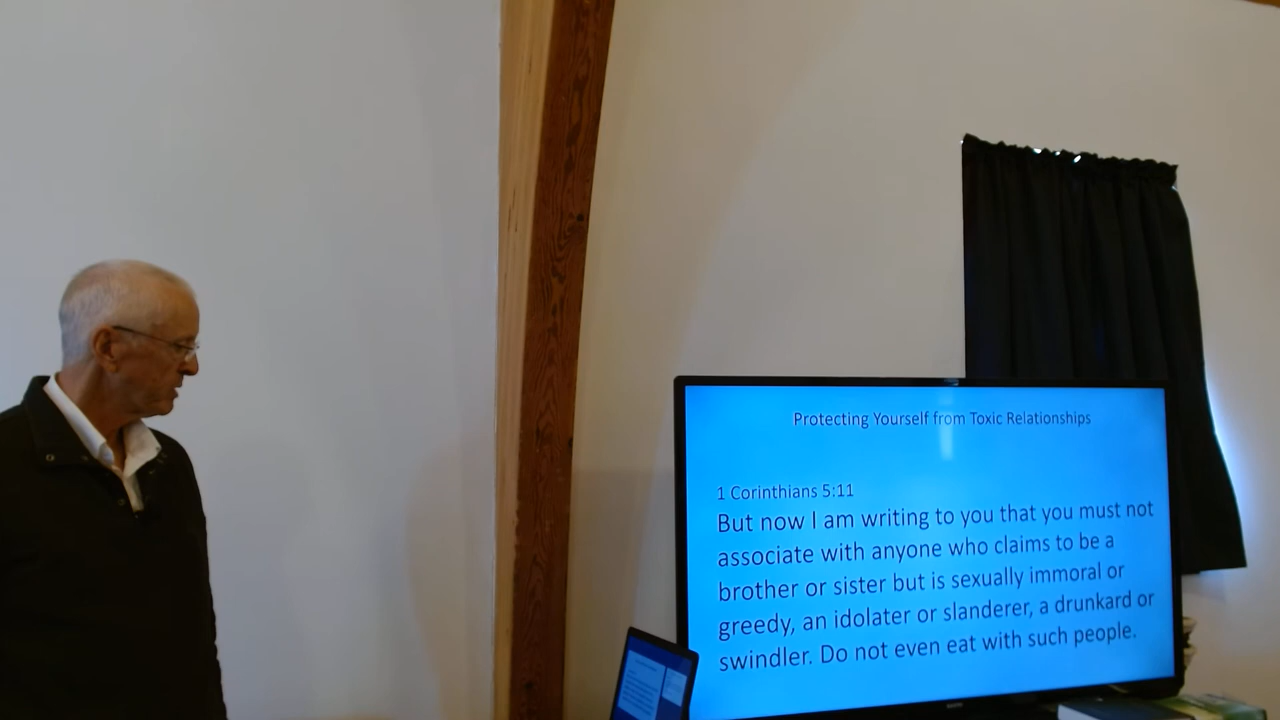 Protecting Yourself from Toxic Relationships
1 Corinthians 5:11
But now I am writing to you that you must not
associate with anyone who claims to be a
brother or sister but is sexually immoral or
greedy, an idolater or slanderer, a drunkard or
swindler. Do not even eat with such people.